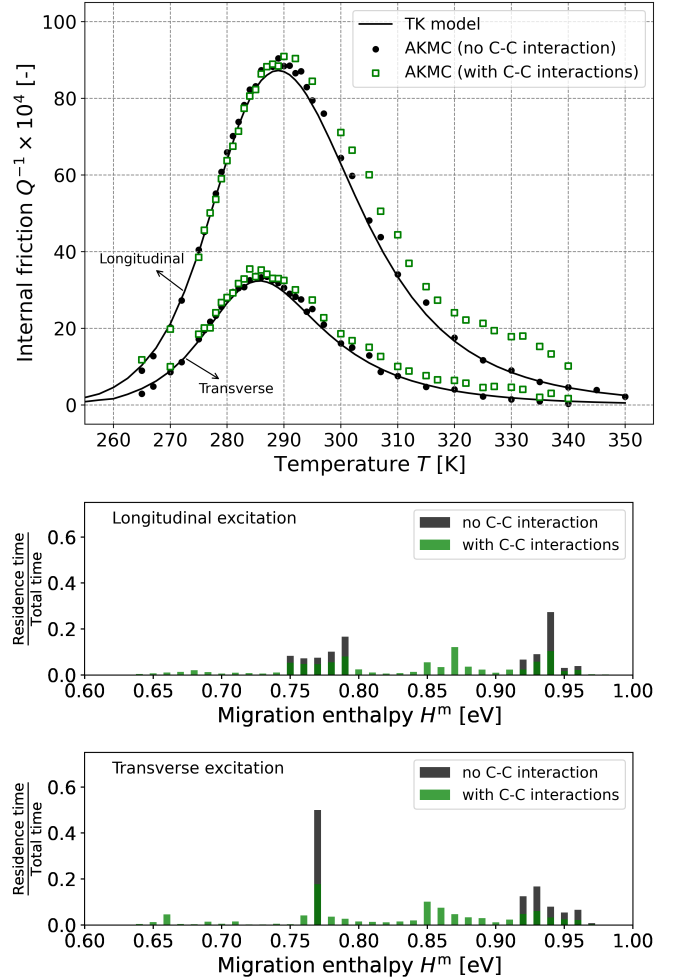 TK model
AKMC (no C-C interaction)
AKMC (with C-C interactions)
Internal friction Q⁻¹ × 10⁴ [-]
100
80
60
40
20
0
Longitudinal
Transverse
260 270 280 290 300 310 320 330 340 350
Temperature T [K]
Longitudinal excitation
no C-C interaction
with C-C interactions
Residence time
Total time
0.6
0.4
0.2
0.0
0.60 0.65 0.70 0.75 0.80 0.85 0.90 0.95 1.00
Migration enthalpy Hᵐ [eV]
Transverse excitation
no C-C interaction
with C-C interactions
Residence time
Total time
0.6
0.4
0.2
0.0
0.60 0.65 0.70 0.75 0.80 0.85 0.90 0.95 1.00
Migration enthalpy Hᵐ [eV]